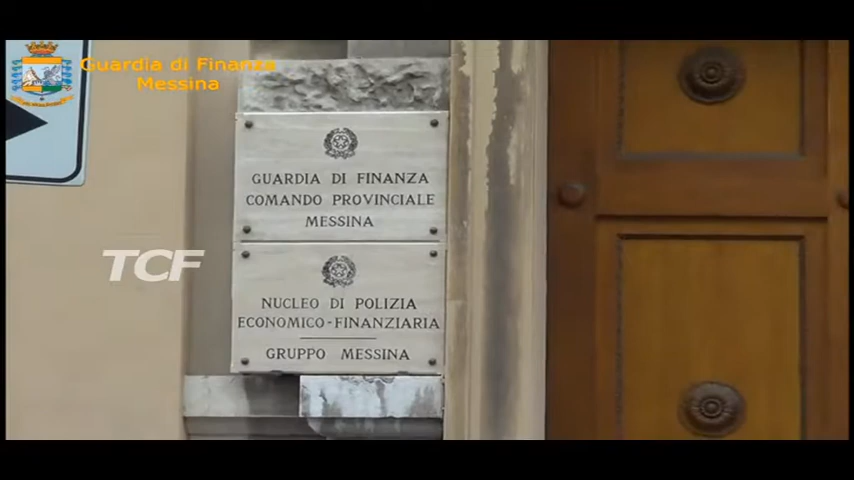 Guardia di Finanza
Messina
GUARDIA DI FINANZA
COMANDO PROVINCIALE
MESSINA
TCF
NUCLEO DI POLIZIA
ECONOMICO-FINANZIARIA
GRUPPO MESSINA